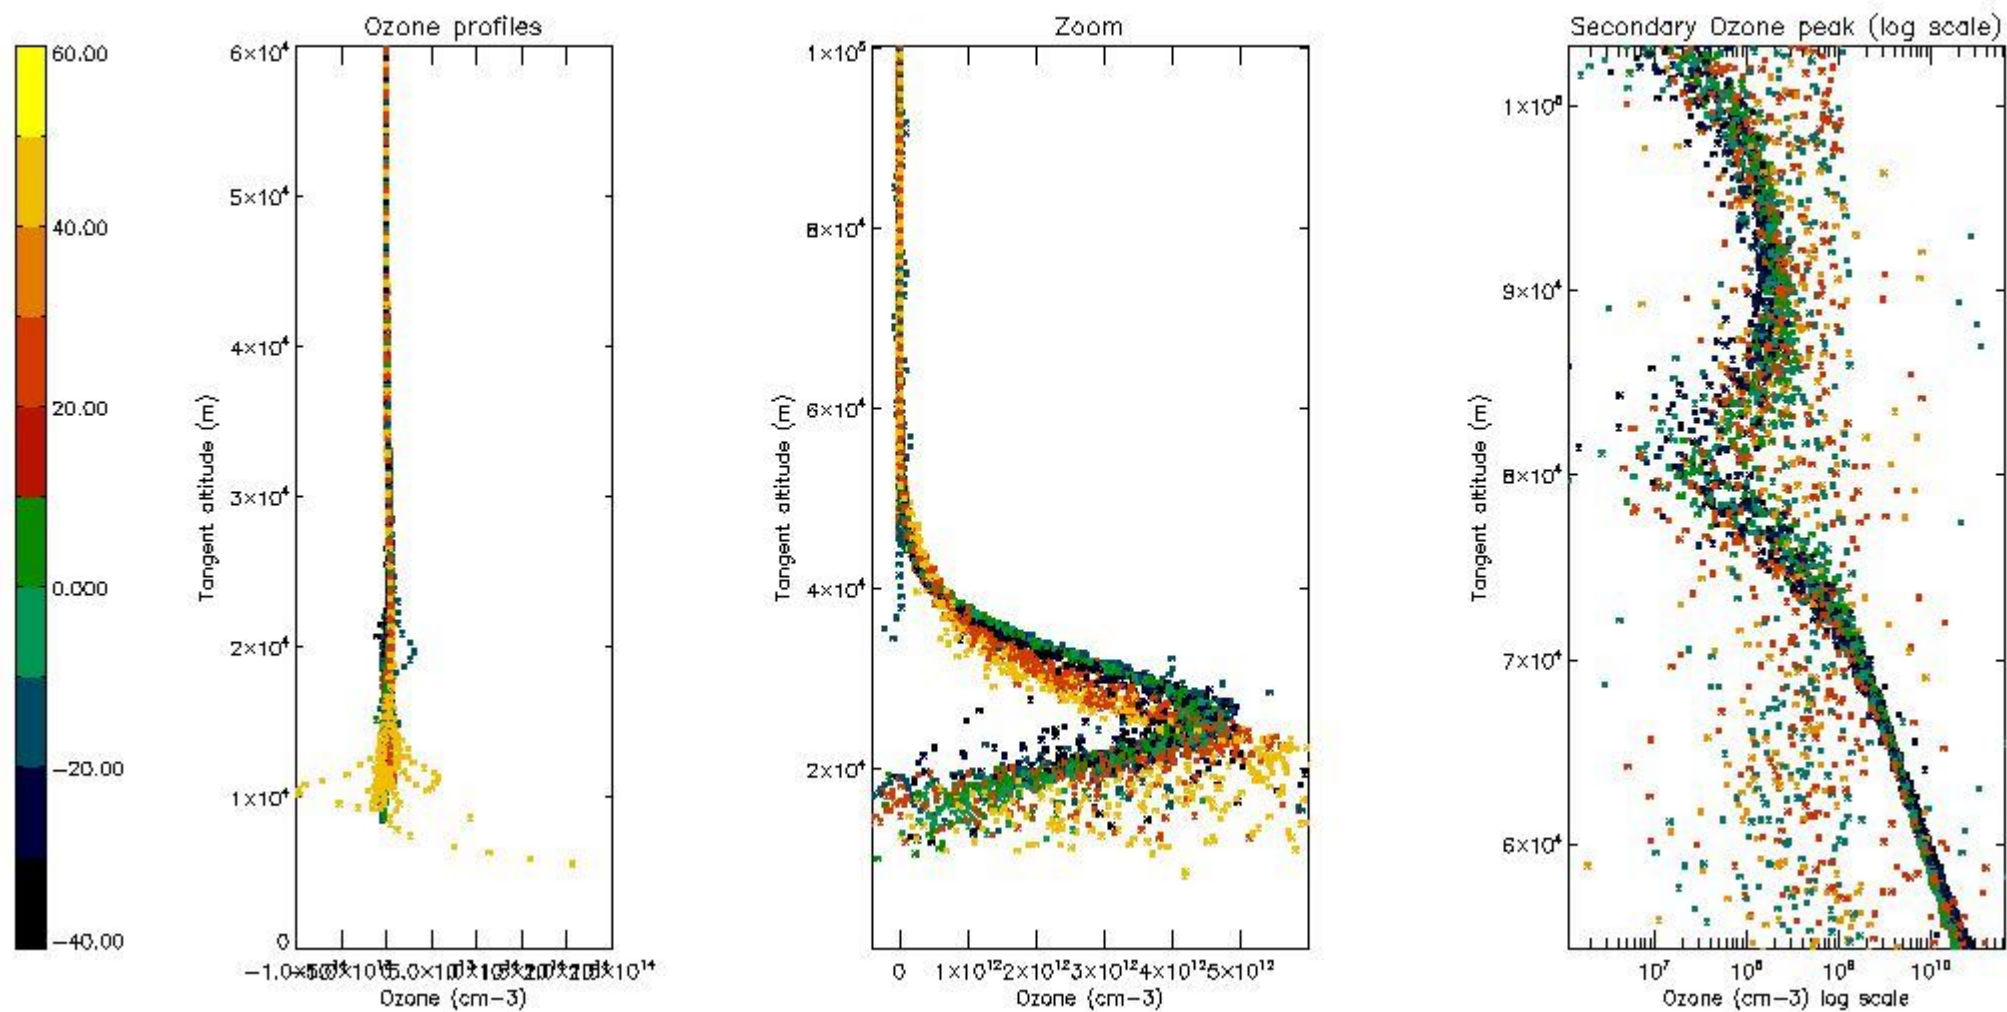 Ozone profiles
Zoom
Secondary Ozone peak (log scale)
60.00
40.00
20.00
0.000
−20.00
−40.00
6×10⁴
5×10⁴
4×10⁴
3×10⁴
2×10⁴
1×10⁴
0
Tangent altitude (m)
Ozone (cm−3)
1×10⁵
8×10⁴
6×10⁴
4×10⁴
2×10⁴
Tangent altitude (m)
0 1×10¹² 2×10¹² 3×10¹² 4×10¹² 5×10¹²
Ozone (cm−3)
9×10⁴
8×10⁴
7×10⁴
6×10⁴
Tangent altitude (m)
10⁷ 10⁸ 10⁹ 10¹⁰
Ozone (cm−3) log scale